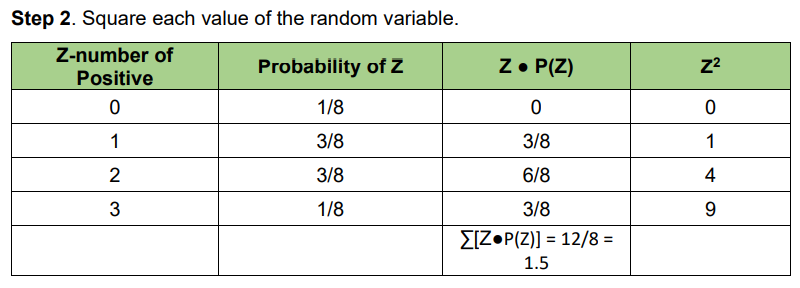 Step 2. Square each value of the random variable.
Z-number of Positive Probability of Z̄ Z ● P(Z) Z²
0 1/8 0 0
1 3/8 3/8 1
2 3/8 6/8 4
3 1/8 3/8 9
∑[Z●P(Z)] = 12/8 =
1.5